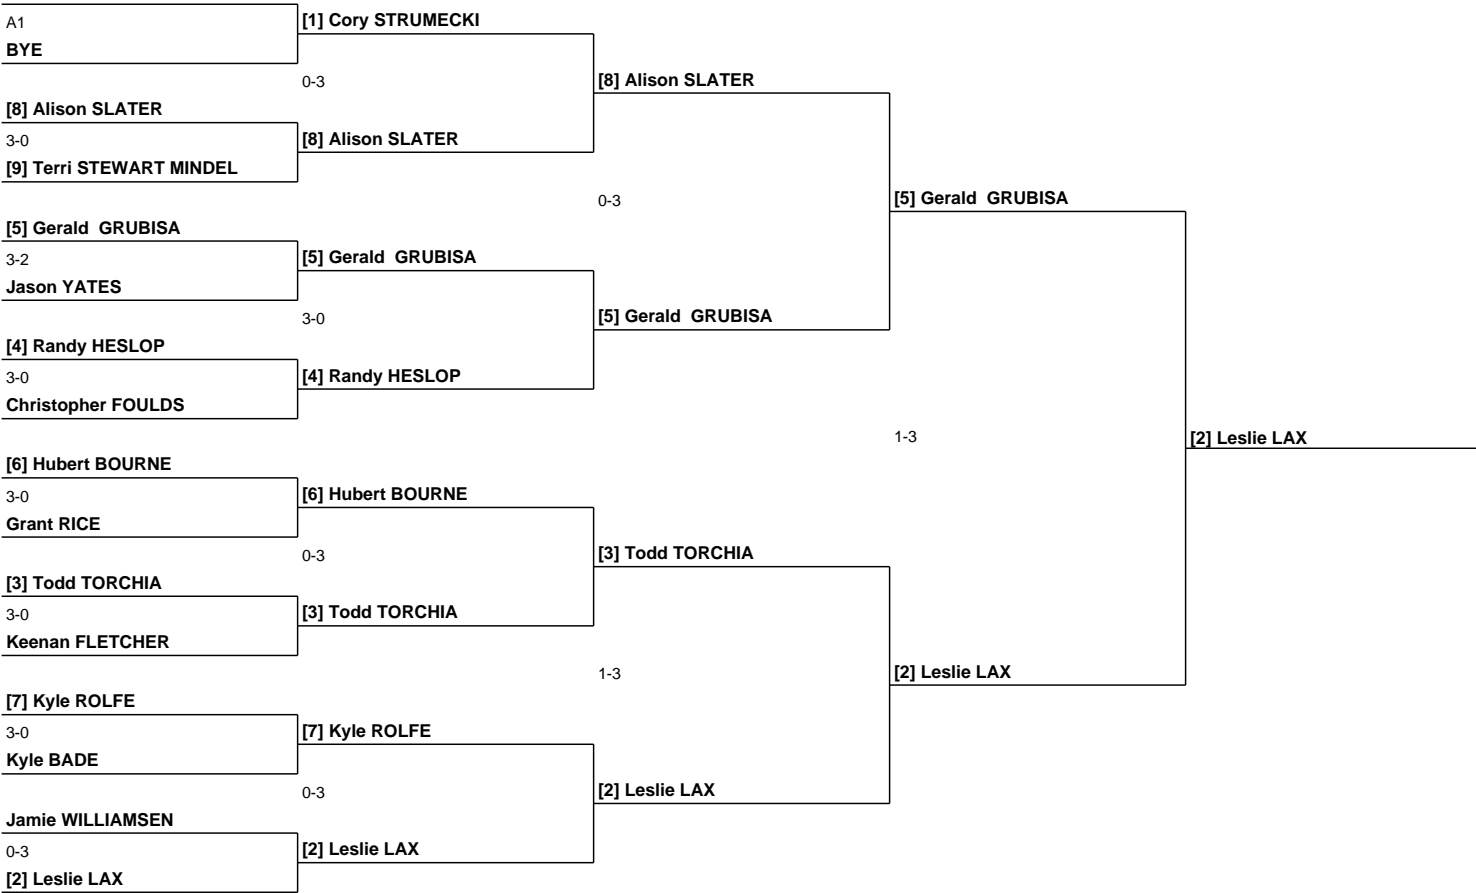 A1
BYE
[8] Alison SLATER
3-0
[9] Terri STEWART MINDEL
[5] Gerald  GRUBISA
3-2
Jason YATES
[4] Randy HESLOP
3-0
Christopher FOULDS
[6] Hubert BOURNE
3-0
Grant RICE
[3] Todd TORCHIA
3-0
Keenan FLETCHER
[7] Kyle ROLFE
3-0
Kyle BADE
Jamie WILLIAMSEN
0-3
[2] Leslie LAX
[1] Cory STRUMECKI
0-3
[8] Alison SLATER
[5] Gerald  GRUBISA
3-0
[4] Randy HESLOP
[6] Hubert BOURNE
0-3
[3] Todd TORCHIA
[7] Kyle ROLFE
0-3
[2] Leslie LAX
[8] Alison SLATER
0-3
[5] Gerald  GRUBISA
[3] Todd TORCHIA
1-3
[2] Leslie LAX
[5] Gerald  GRUBISA
1-3
[2] Leslie LAX
[2] Leslie LAX